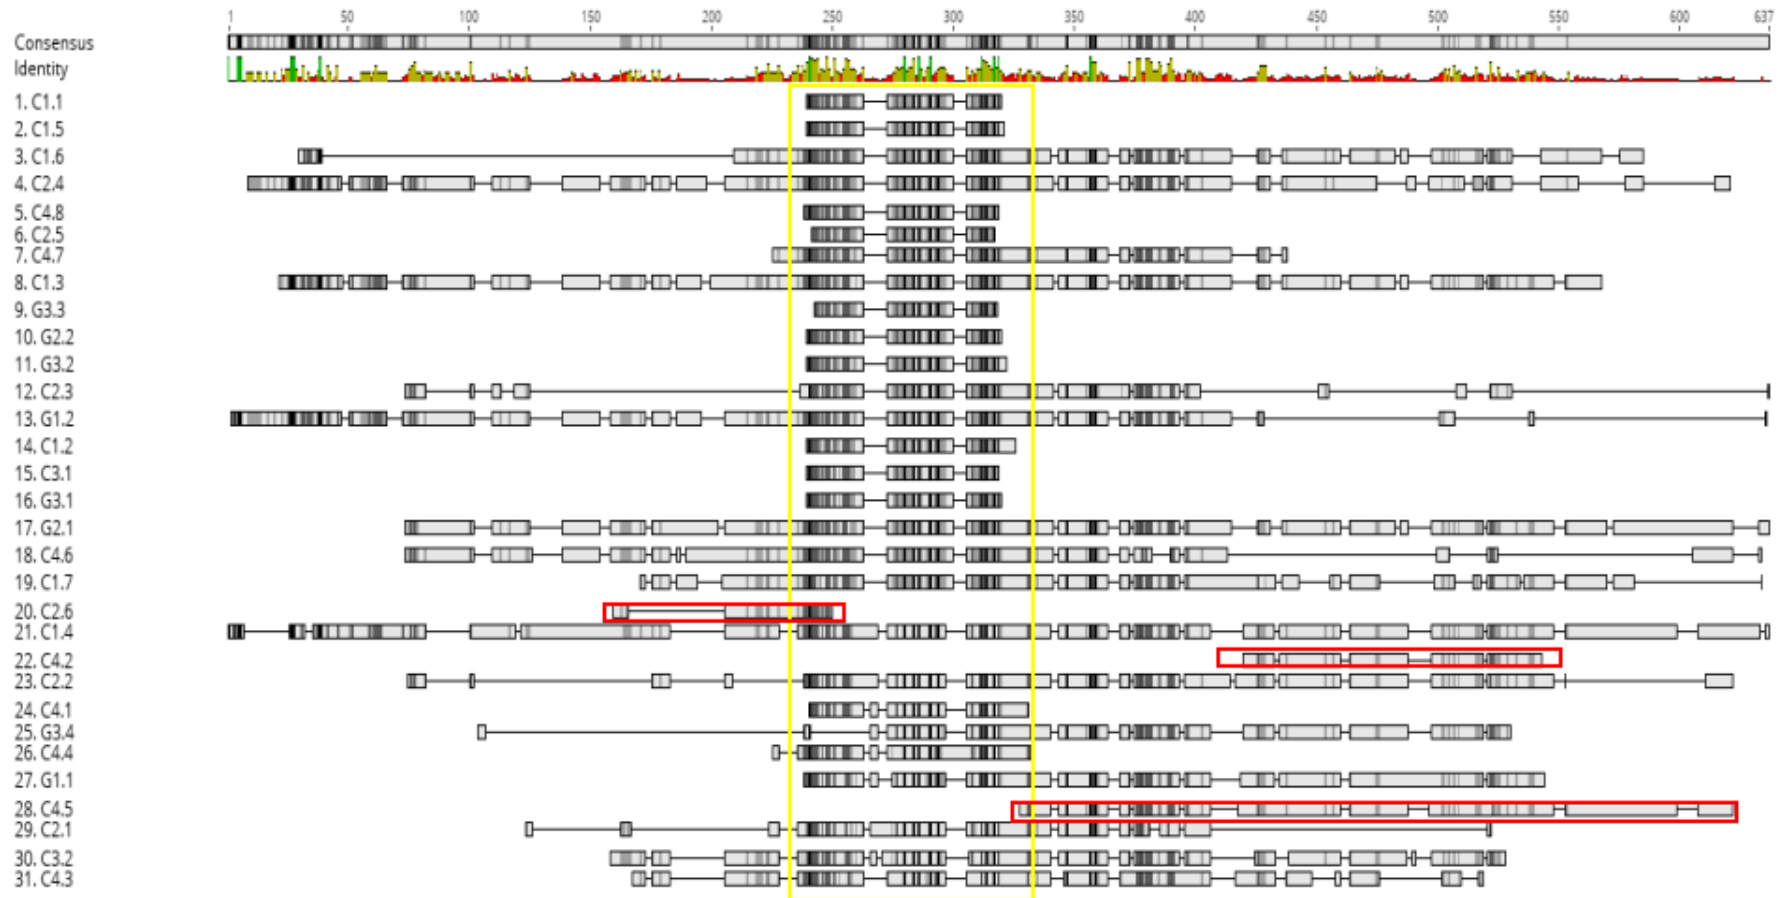 1 50 100 150 200 250 300 350 400 450 500 550 600 637
Consensus
Identity
1. C1.1
2. C1.5
3. C1.6
4. C2.4
5. C4.8
6. C2.5
7. C4.7
8. C1.3
9. G3.3
10. G2.2
11. G3.2
12. C2.3
13. G1.2
14. C1.2
15. C3.1
16. G3.1
17. G2.1
18. C4.6
19. C1.7
20. C2.6
21. C1.4
22. C4.2
23. C2.2
24. C4.1
25. G3.4
26. C4.4
27. G1.1
28. C4.5
29. C2.1
30. C3.2
31. C4.3